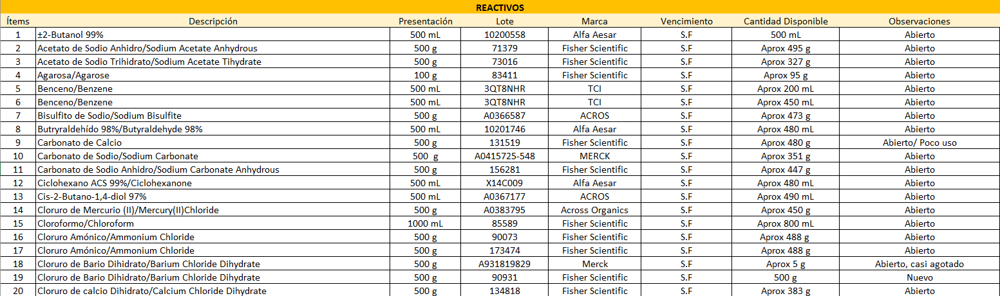 REACTIVOS
Ítems Descripción Presentación Lote Marca Vencimiento Cantidad Disponible Observaciones
1 ±2-Butanol 99% 500 mL 10200558 Alfa Aesar S.F 500 mL Abierto
2 Acetato de Sodio Anhidro/Sodium Acetate Anhydrous 500 g 71379 Fisher Scientific S.F Aprox 495 g Abierto
3 Acetato de Sodio Trihidrato/Sodium Acetate Tihydrate 500 g 73016 Fisher Scientific S.F Aprox 327 g Abierto
4 Agarosa/Agarose 100 g 83411 Fisher Scientific S.F Aprox 95 g Abierto
5 Benceno/Benzene 500 mL 3QT8NHR TCI S.F Aprox 200 mL Abierto
6 Benceno/Benzene 500 mL 3QT8NHR TCI S.F Aprox 450 mL Abierto
7 Bisulfito de Sodio/Sodium Bisulfite 500 g A0366587 ACROS S.F Aprox 473 g Abierto
8 Butryraldehído 98%/Butyraldehyde 98% 500 mL 10201746 Alfa Aesar S.F Aprox 480 mL Abierto
9 Carbonato de Calcio 500 g 131519 Fisher Scientific S.F Aprox 480 g Abierto/ Poco uso
10 Carbonato de Sodio/Sodium Carbonate 500 g A0415725-548 MERCK S.F Aprox 351 g Abierto
11 Carbonato de Sodio Anhidro/Sodium Carbonate Anhydrous 500 g 156281 Fisher Scientific S.F Aprox 447 g Abierto
12 Ciclohexano ACS 99%/Ciclohexanone 500 mL X14C009 Alfa Aesar S.F Aprox 480 mL Abierto
13 Cis-2-Butano-1,4-diol 97% 500 mL A0367177 ACROS S.F Aprox 490 mL Abierto
14 Cloruro de Mercurio (II)/Mercury(II)Chloride 500 g A0383795 Across Organics S.F Aprox 450 g Abierto
15 Cloroformo/Chloroform 1000 mL 85589 Fisher Scientific S.F Aprox 800 mL Abierto
16 Cloruro Amónico/Ammonium Chloride 500 g 90073 Fisher Scientific S.F Aprox 488 g Abierto
17 Cloruro Amónico/Ammonium Chloride 500 g 173474 Fisher Scientific S.F Aprox 488 g Abierto
18 Cloruro de Bario Dihidrato/Barium Chloride Dihydrate 500 g A931819829 Merck S.F Aprox 5 g Abierto, casi agotado
19 Cloruro de Bario Dihidrato/Barium Chloride Dihydrate 500 g 90931 Fisher Scientific S.F 500 g Nuevo
20 Cloruro de calcio Dihidrato/Calcium Chloride Dihydrate 500 g 134818 Fisher Scientific S.F Aprox 383 g Abierto